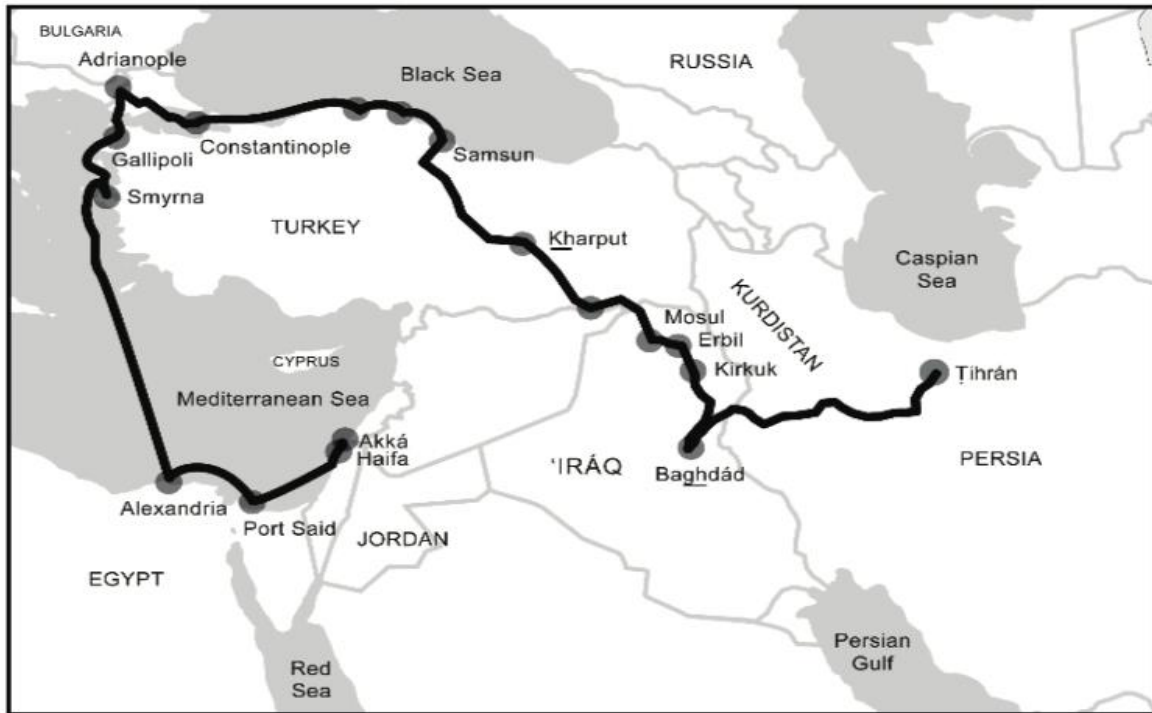 BULGARIA
Adrianople
Black Sea
RUSSIA
Constantinople
Gallipoli
Samsun
Smyrna
TURKEY
Kharput
Caspian
Sea
KURDISTAN
Mosul
Erbil
Kirkuk
CYPRUS
Ṭihrán
Mediterranean Sea
Akká
Haifa
'IRÁQ
PERSIA
Baghdád
Alexandria
Port Said
JORDAN
EGYPT
Persian
Gulf
Red
Sea